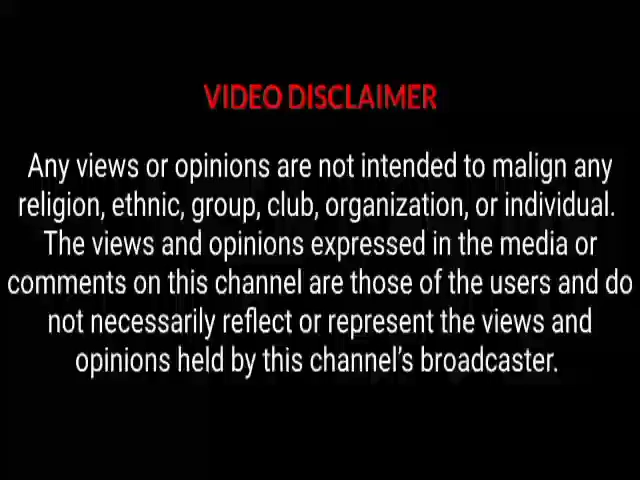 VIDEO DISCLAIMER
Any views or opinions are not intended to malign any
religion, ethnic, group, club, organization, or individual.
The views and opinions expressed in the media or
comments on this channel are those of the users and do
not necessarily reflect or represent the views and
opinions held by this channel’s broadcaster.